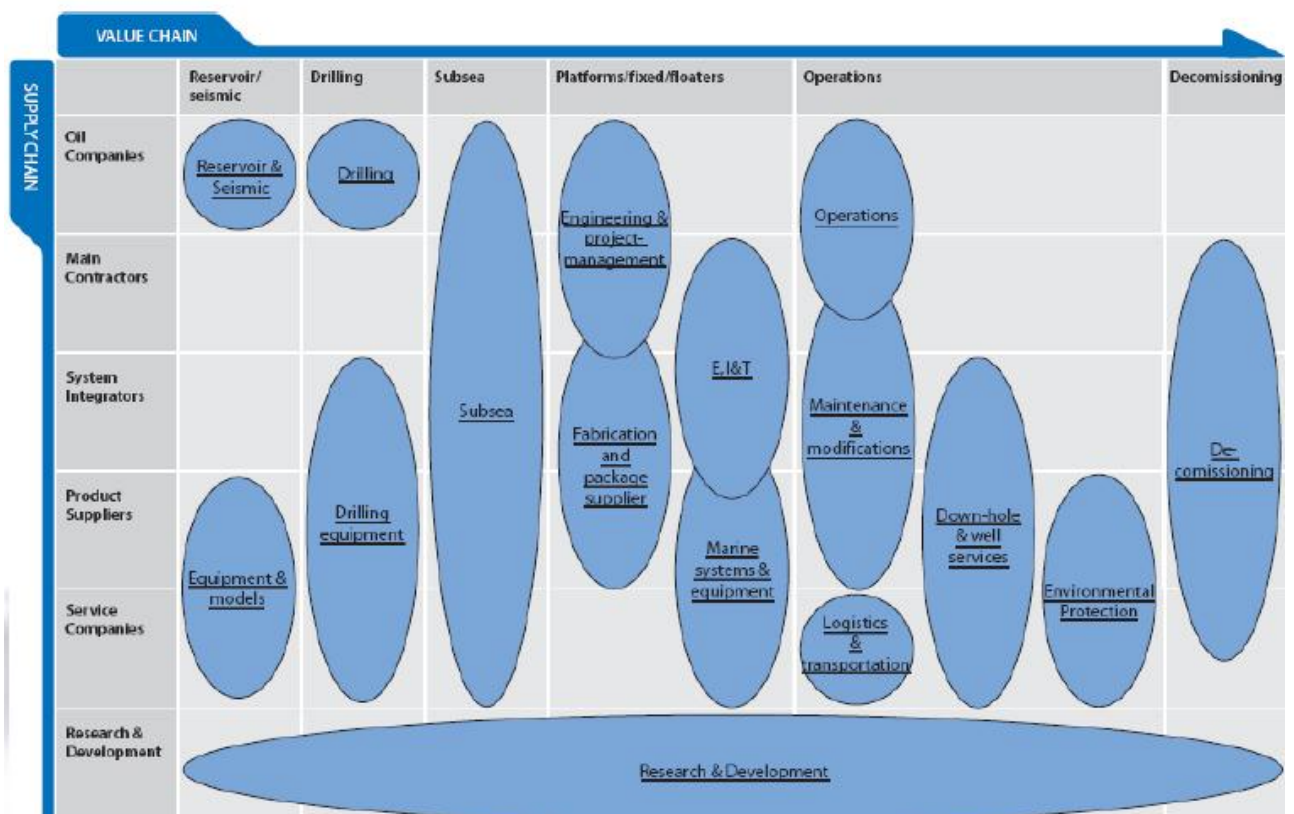 VALUE CHAIN
SUPPLY CHAIN
Reservoir/
seismic
Drilling
Subsea
Platforms/fixed/floaters
Operations
Decomissioning
Oil
Companies
Reservoir &
Seismic
Drilling
Engineering &
project-
management
Operations
Main
Contractors
System
Integrators
Subsea
Fabrication
and
package
supplier
E,I&T
Maintenance
&
modifications
De-
comissioning
Product
Suppliers
Drilling
equipment
Marine
systems &
equipment
Down-hole
& well
services
Equipment &
models
Environmental
Protection
Service
Companies
Logistics
&
transportation
Research &
Development
Research & Development